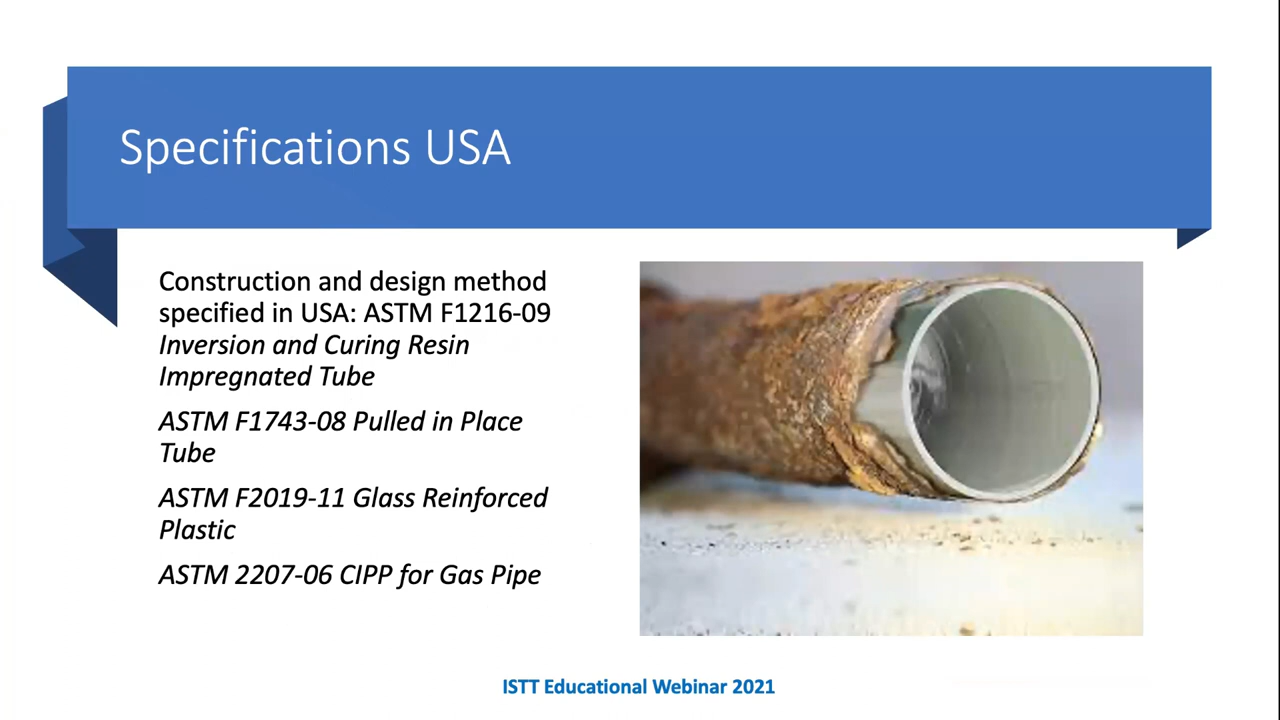 Specifications USA
Construction and design method
specified in USA: ASTM F1216-09
Inversion and Curing Resin
Impregnated Tube
ASTM F1743-08 Pulled in Place
Tube
ASTM F2019-11 Glass Reinforced
Plastic
ASTM 2207-06 CIPP for Gas Pipe
ISTT Educational Webinar 2021